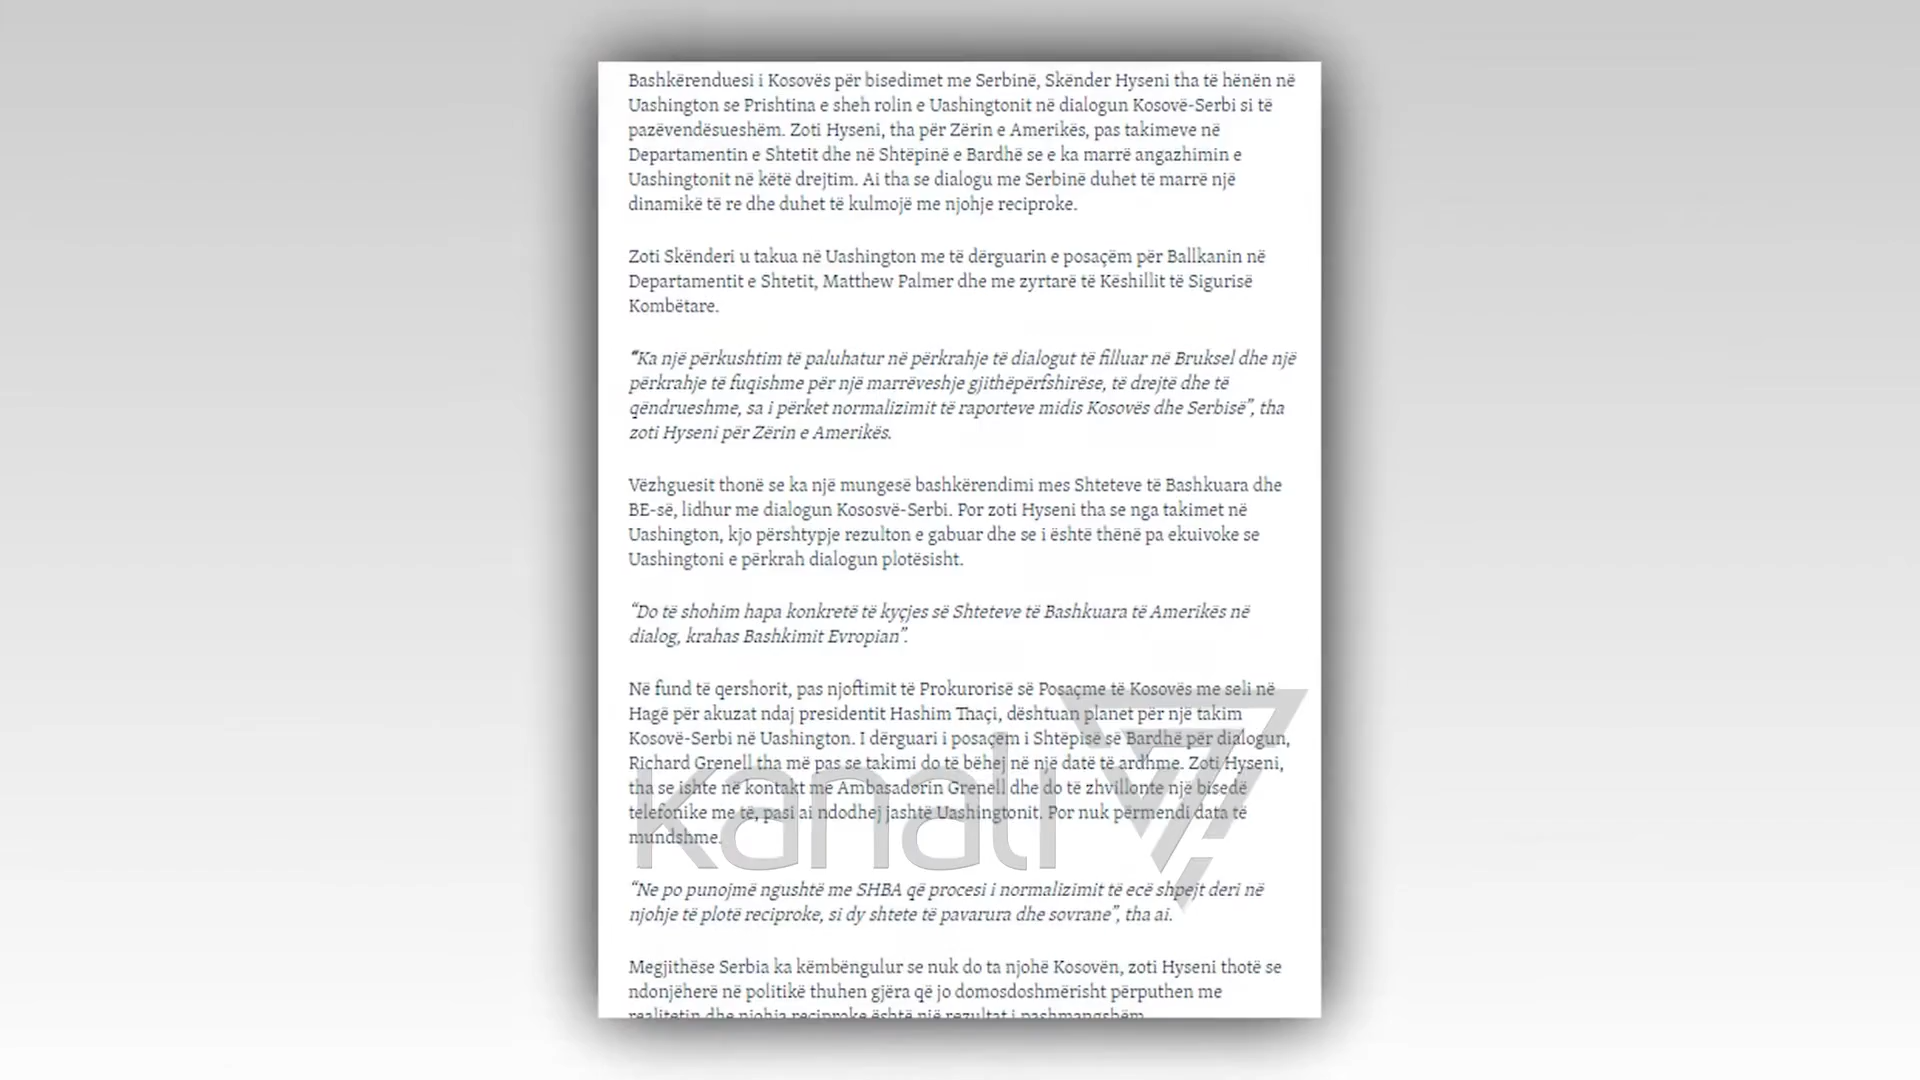 Bashkërenduesi i Kosovës për bisedimet me Serbinë, Skënder Hyseni tha të hënën në
Uashington se Prishtina e sheh rolin e Uashingtonit në dialogun Kosovë-Serbi si të
pazëvendësueshëm. Zoti Hyseni, tha për Zërin e Amerikës, pas takimeve në
Departamentin e Shtetit dhe në Shtëpinë e Bardhë se e ka marrë angazhimin e
Uashingtonit në këtë drejtim. Ai tha se dialogu me Serbinë duhet të marrë një
dinamikë të re dhe duhet të kulmojë me njohje reciproke.
Zoti Skënderi u takua në Uashington me të dërguarin e posaçëm për Ballkanin në
Departamentit e Shtetit, Matthew Palmer dhe me zyrtarë të Këshillit të Sigurisë
Kombëtare.
“Ka një përkushtim të paluhatur në përkrahje të dialogut të filluar në Bruksel dhe një
përkrahje të fuqishme për një marrëveshje gjithëpërfshirëse, të drejtë dhe të
qëndrueshme, sa i përket normalizimit të raporteve midis Kosovës dhe Serbisë”, tha
zoti Hyseni për Zërin e Amerikës.
Vëzhguesit thonë se ka një mungesë bashkërendimi mes Shteteve të Bashkuara dhe
BE-së, lidhur me dialogun Kososvë-Serbi. Por zoti Hyseni tha se nga takimet në
Uashington, kjo përshtypje rezulton e gabuar dhe se i është thënë pa ekuivoke se
Uashingtoni e përkrah dialogun plotësisht.
“Do të shohim hapa konkretë të kyçjes së Shteteve të Bashkuara të Amerikës në
dialog, krahas Bashkimit Evropian”.
Në fund të qershorit, pas njoftimit të Prokurorisë së Posaçme të Kosovës me seli në
Hagë për akuzat ndaj presidentit Hashim Thaçi, dështuan planet për një takim
Kosovë-Serbi në Uashington. I dërguari i posaçëm i Shtëpisë së Bardhë për dialogun,
Richard Grenell tha më pas se takimi do të bëhej në një datë të ardhme. Zoti Hyseni,
tha se ishte në kontakt me Ambasadorin Grenell dhe do të zhvillonte një bisedë
telefonike me të, pasi ai ndodhej jashtë Uashingtonit. Por nuk përmendi data të
mundshme.
kanali 7
“Ne po punojmë ngushtë me SHBA që procesi i normalizimit të ecë shpejt deri në
njohje të plotë reciproke, si dy shtete të pavarura dhe sovrane”, tha ai.
Megjithëse Serbia ka këmbëngulur se nuk do ta njohë Kosovën, zoti Hyseni thotë se
ndonjëherë në politikë thuhen gjëra që jo domosdoshmërisht përputhen me
realitetin dhe njohja reciproke është një rezultat i pashmangshëm.